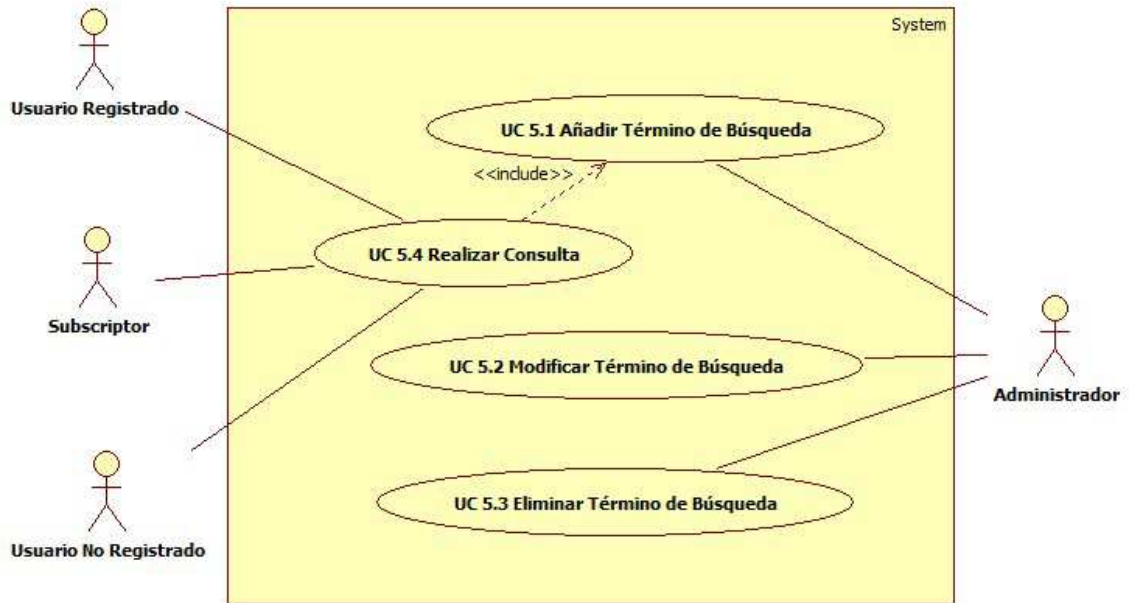 System
Usuario Registrado
UC 5.1 Añadir Término de Búsqueda
<<include>>
UC 5.4 Realizar Consulta
Subscriptor
UC 5.2 Modificar Término de Búsqueda
Administrador
UC 5.3 Eliminar Término de Búsqueda
Usuario No Registrado